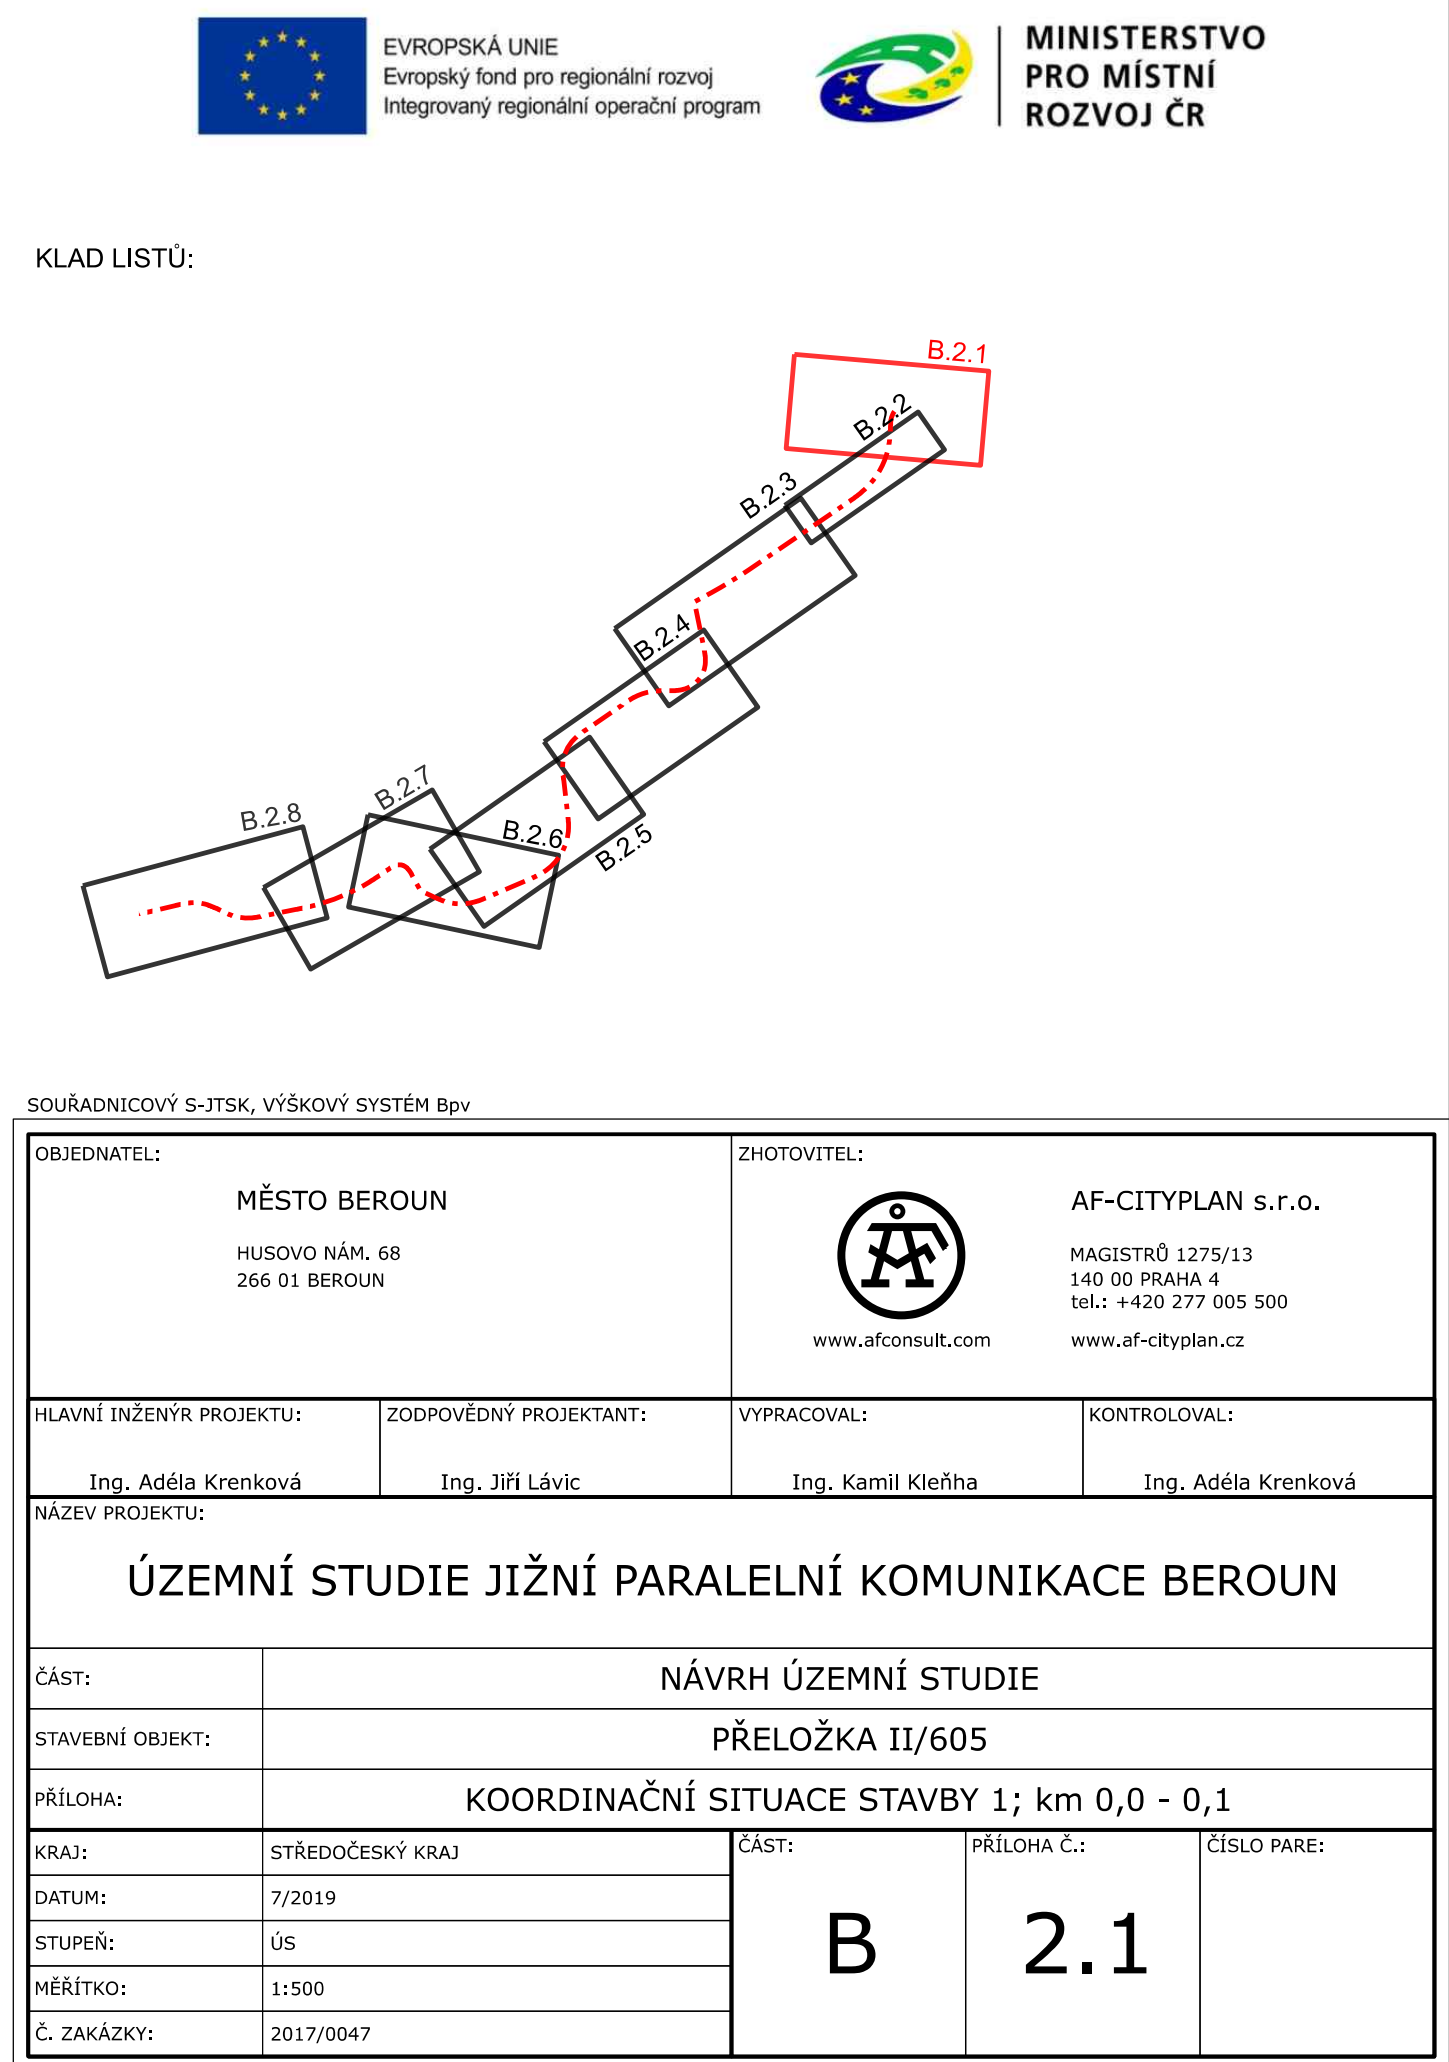 EVROPSKÁ UNIE
Evropský fond pro regionální rozvoj
Integrovaný regionální operační program
MINISTERSTVO
PRO MÍSTNÍ
ROZVOJ ČR
KLAD LISTŮ:
B.2.1
B.2.2
B.2.3
B.2.4
B.2.7
B.2.8
B.2.6
B.2.5
SOUŘADNICOVÝ S-JTSK, VÝŠKOVÝ SYSTÉM Bpv
OBJEDNATEL:
MĚSTO BEROUN
HUSOVO NÁM. 68
266 01 BEROUN
ZHOTOVITEL:
AF-CITYPLAN s.r.o.
MAGISTRŮ 1275/13
140 00 PRAHA 4
tel.: +420 277 005 500
www.afconsult.com
www.af-cityplan.cz
HLAVNÍ INŽENÝR PROJEKTU:
Ing. Adéla Krenková
ZODPOVĚDNÝ PROJEKTANT:
Ing. Jiří Lávic
VYPRACOVAL:
Ing. Kamil Kleňha
KONTROLOVAL:
Ing. Adéla Krenková
NÁZEV PROJEKTU:
ÚZEMNÍ STUDIE JIŽNÍ PARALELNÍ KOMUNIKACE BEROUN
ČÁST:
NÁVRH ÚZEMNÍ STUDIE
STAVEBNÍ OBJEKT:
PŘELOŽKA II/605
PŘÍLOHA:
KOORDINAČNÍ SITUACE STAVBY 1; km 0,0 - 0,1
KRAJ:
STŘEDOČESKÝ KRAJ
DATUM:
7/2019
STUPEŇ:
ÚS
MĚŘÍTKO:
1:500
Č. ZAKÁZKY:
2017/0047
ČÁST:
B
PŘÍLOHA Č.:
2.1
ČÍSLO PARE: